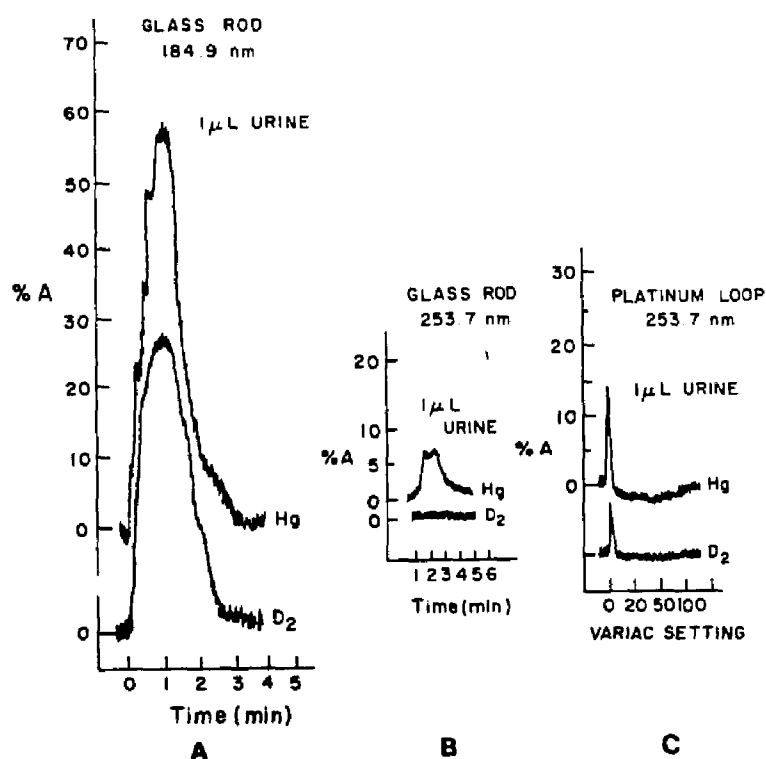 GLASS ROD
184.9 nm
70
60
50
40
30
20
10
0
0
% A
1 μL URINE
Hg
D2
0 1 2 3 4 5
Time (min)
A
GLASS ROD
253.7 nm
20
10
5
0
0
% A
1 μL
URINE
Hg
D2
1 2 3 4 5 6
Time (min)
B
PLATINUM LOOP
253.7 nm
30
20
10
0
% A
1 μL URINE
Hg
D2
0 20 50 100
VARIAC SETTING
C